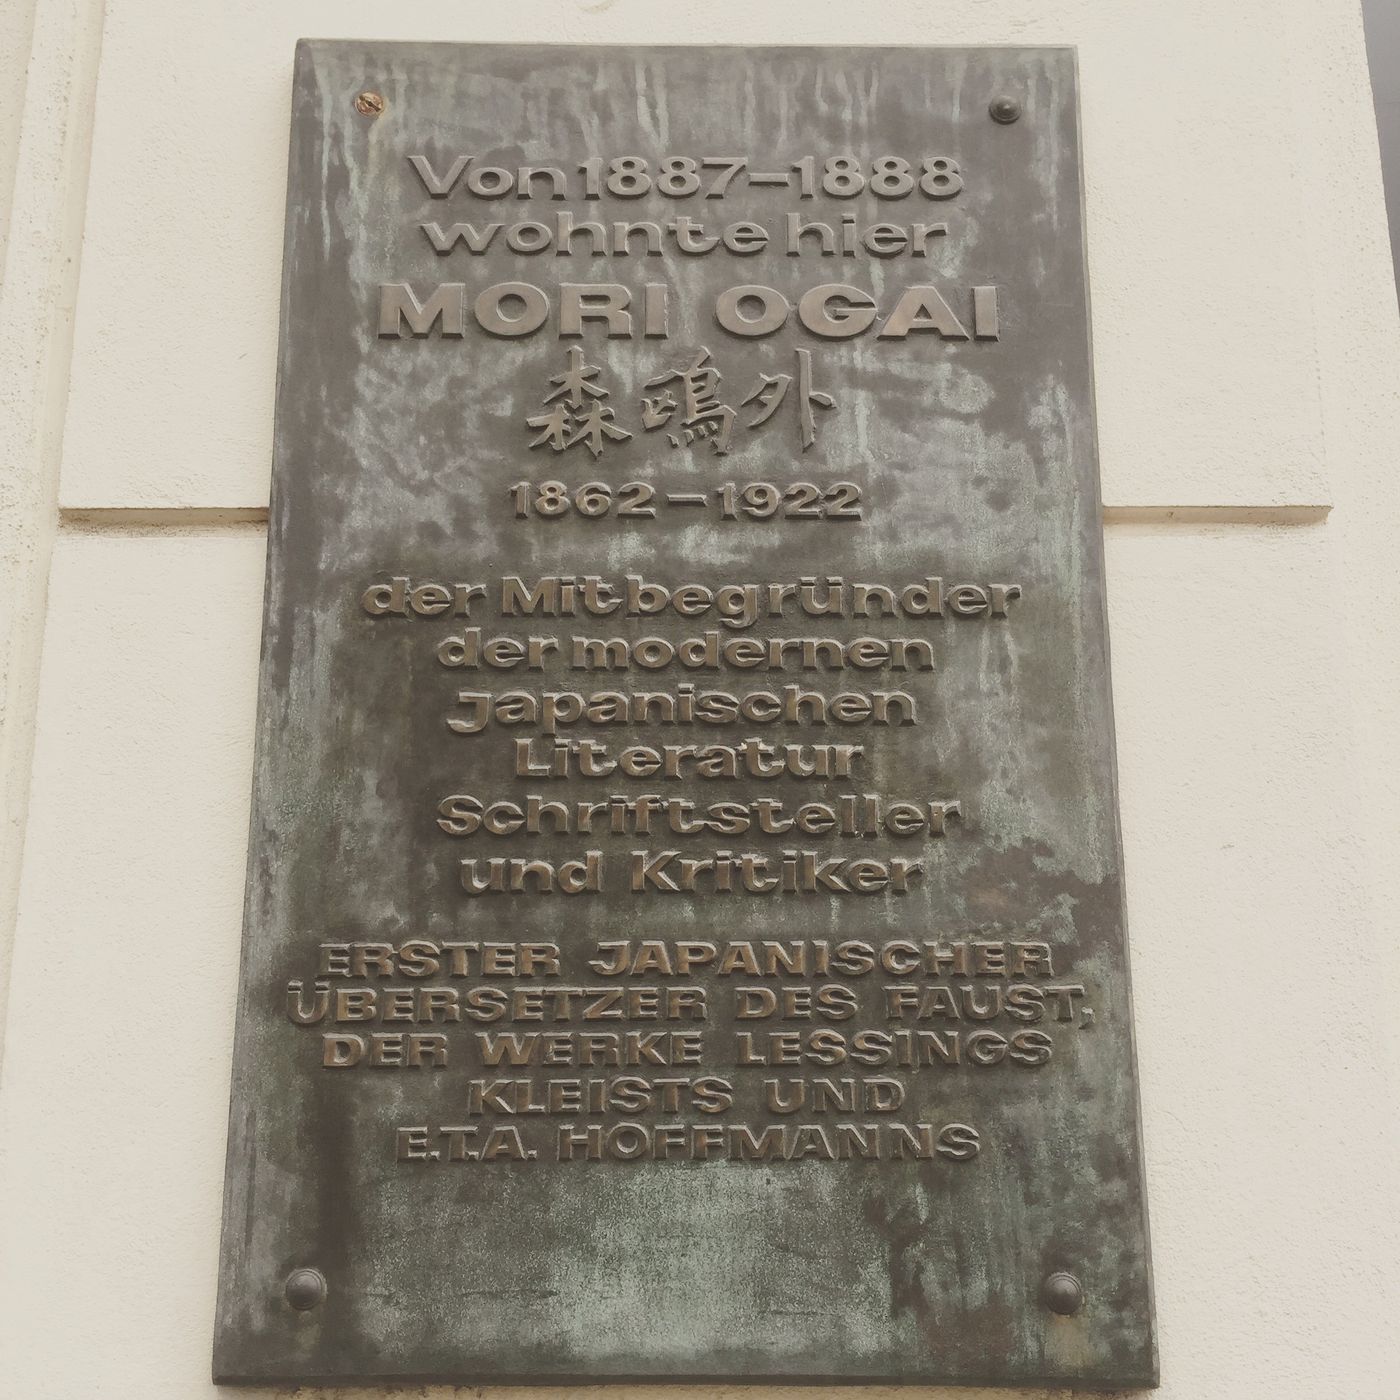 Von 1887–1888
wohnte hier
MORI OGAI
森鴎外
1862–1922
der Mitbegründer
der modernen
japanischen
Literatur
Schriftsteller
und Kritiker
ERSTER JAPANISCHER
ÜBERSETZER DES FAUST,
DER WERKE LESSINGS
KLEISTS UND
E.T.A. HOFFMANNS